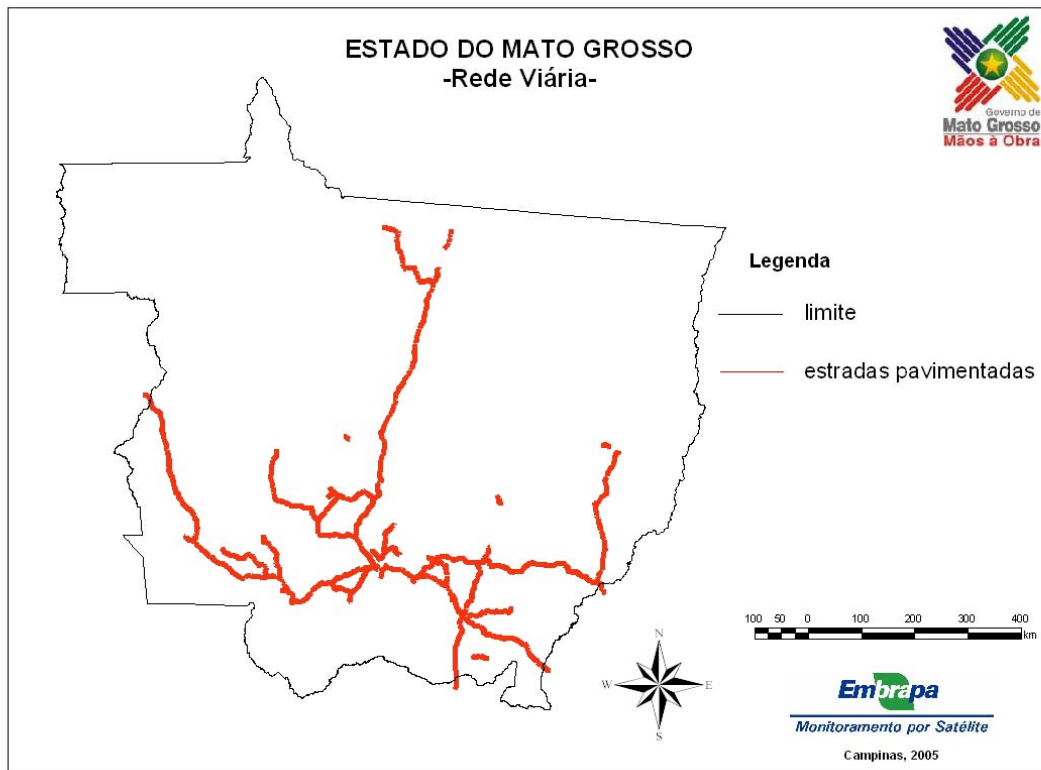 ESTADO DO MATO GROSSO
-Rede Viária-
Governo de
Mato Grosso
Mãos à Obra
Legenda
limite
estradas pavimentadas
100 50 0 100 200 300 400
km
N
W E
S
Embrapa
Monitoramento por Satélite
Campinas, 2005